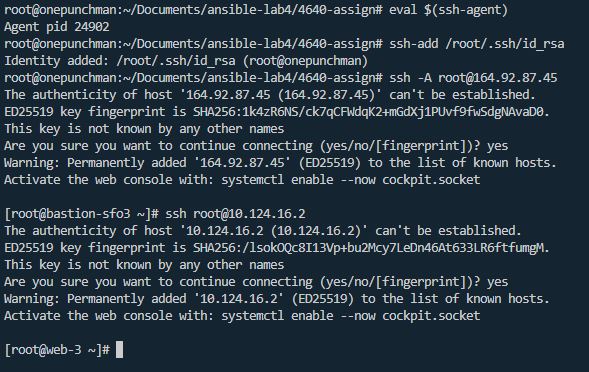 root@onepunchman:~/Documents/ansible-lab4/4640-assign# eval $(ssh-agent)
Agent pid 24902
root@onepunchman:~/Documents/ansible-lab4/4640-assign# ssh-add /root/.ssh/id_rsa
Identity added: /root/.ssh/id_rsa (root@onepunchman)
root@onepunchman:~/Documents/ansible-lab4/4640-assign# ssh -A root@164.92.87.45
The authenticity of host '164.92.87.45 (164.92.87.45)' can't be established.
ED25519 key fingerprint is SHA256:1k4zR6NS/ck7qCFWdqK2+mGdXj1PUvf9fwSdgNAvaD0.
This key is not known by any other names
Are you sure you want to continue connecting (yes/no/[fingerprint])? yes
Warning: Permanently added '164.92.87.45' (ED25519) to the list of known hosts.
Activate the web console with: systemctl enable --now cockpit.socket
[root@bastion-sfo3 ~]# ssh root@10.124.16.2
The authenticity of host '10.124.16.2 (10.124.16.2)' can't be established.
ED25519 key fingerprint is SHA256:/lsokOQc8I13Vp+bu2Mcy7LeDn46At633LR6ftfumgM.
This key is not known by any other names
Are you sure you want to continue connecting (yes/no/[fingerprint])? yes
Warning: Permanently added '10.124.16.2' (ED25519) to the list of known hosts.
Activate the web console with: systemctl enable --now cockpit.socket
[root@web-3 ~]#